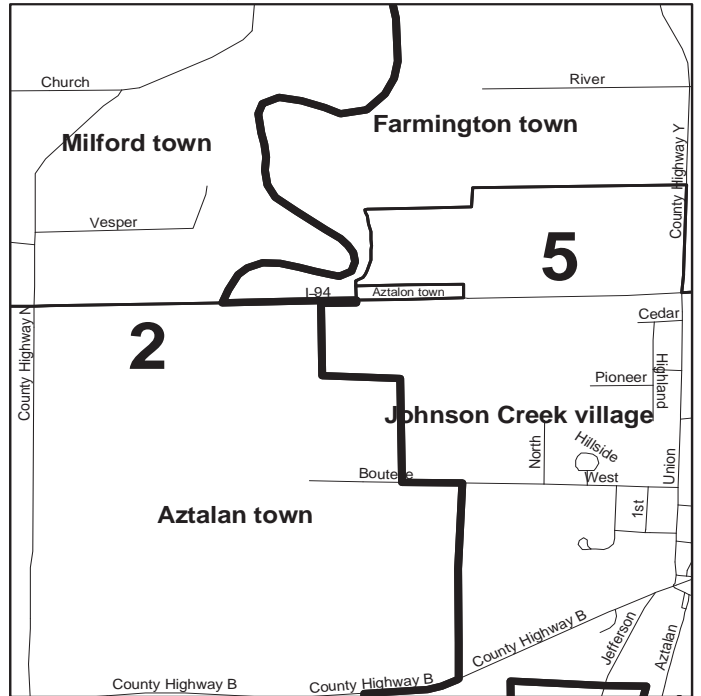 Church
River
Milford town
Farmington town
County Highway Y
Vesper
5
I-94
Aztalon town
2
County Highway N
Cedar
Highland
Pioneer
Johnson Creek village
North
Hillside
West
Union
Boutelle
1st
Aztalan town
County Highway B
Jefferson
Aztalan
County Highway B
County Highway B